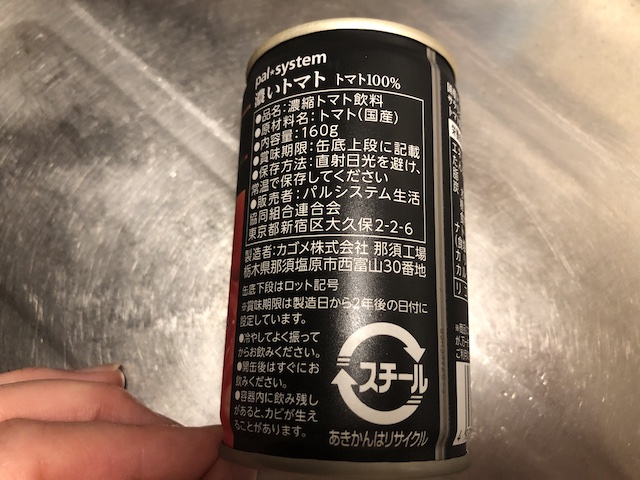 pal*system
濃いトマト トマト100%
●品名:濃縮トマト飲料
●原材料名:トマト(国産)
●内容量:160g
●賞味期限:缶底上段に記載
●保存方法:直射日光を避け、
常温で保存してください
●販売者:パルシステム生活
協同組合連合会
東京都新宿区大久保2-2-6
製造者:カゴメ株式会社 那須工場
栃木県那須塩原市西富山30番地
缶底下段はロット記号
※賞味期限は製造日から2年後の日付に
設定しています。
●冷やしてよく振って
からお飲みください。
●開缶後はすぐにお
飲みください。
●容器内に飲み残し
があると、カビが生え
ることがあります。
スチール
あきかんはリサイクル